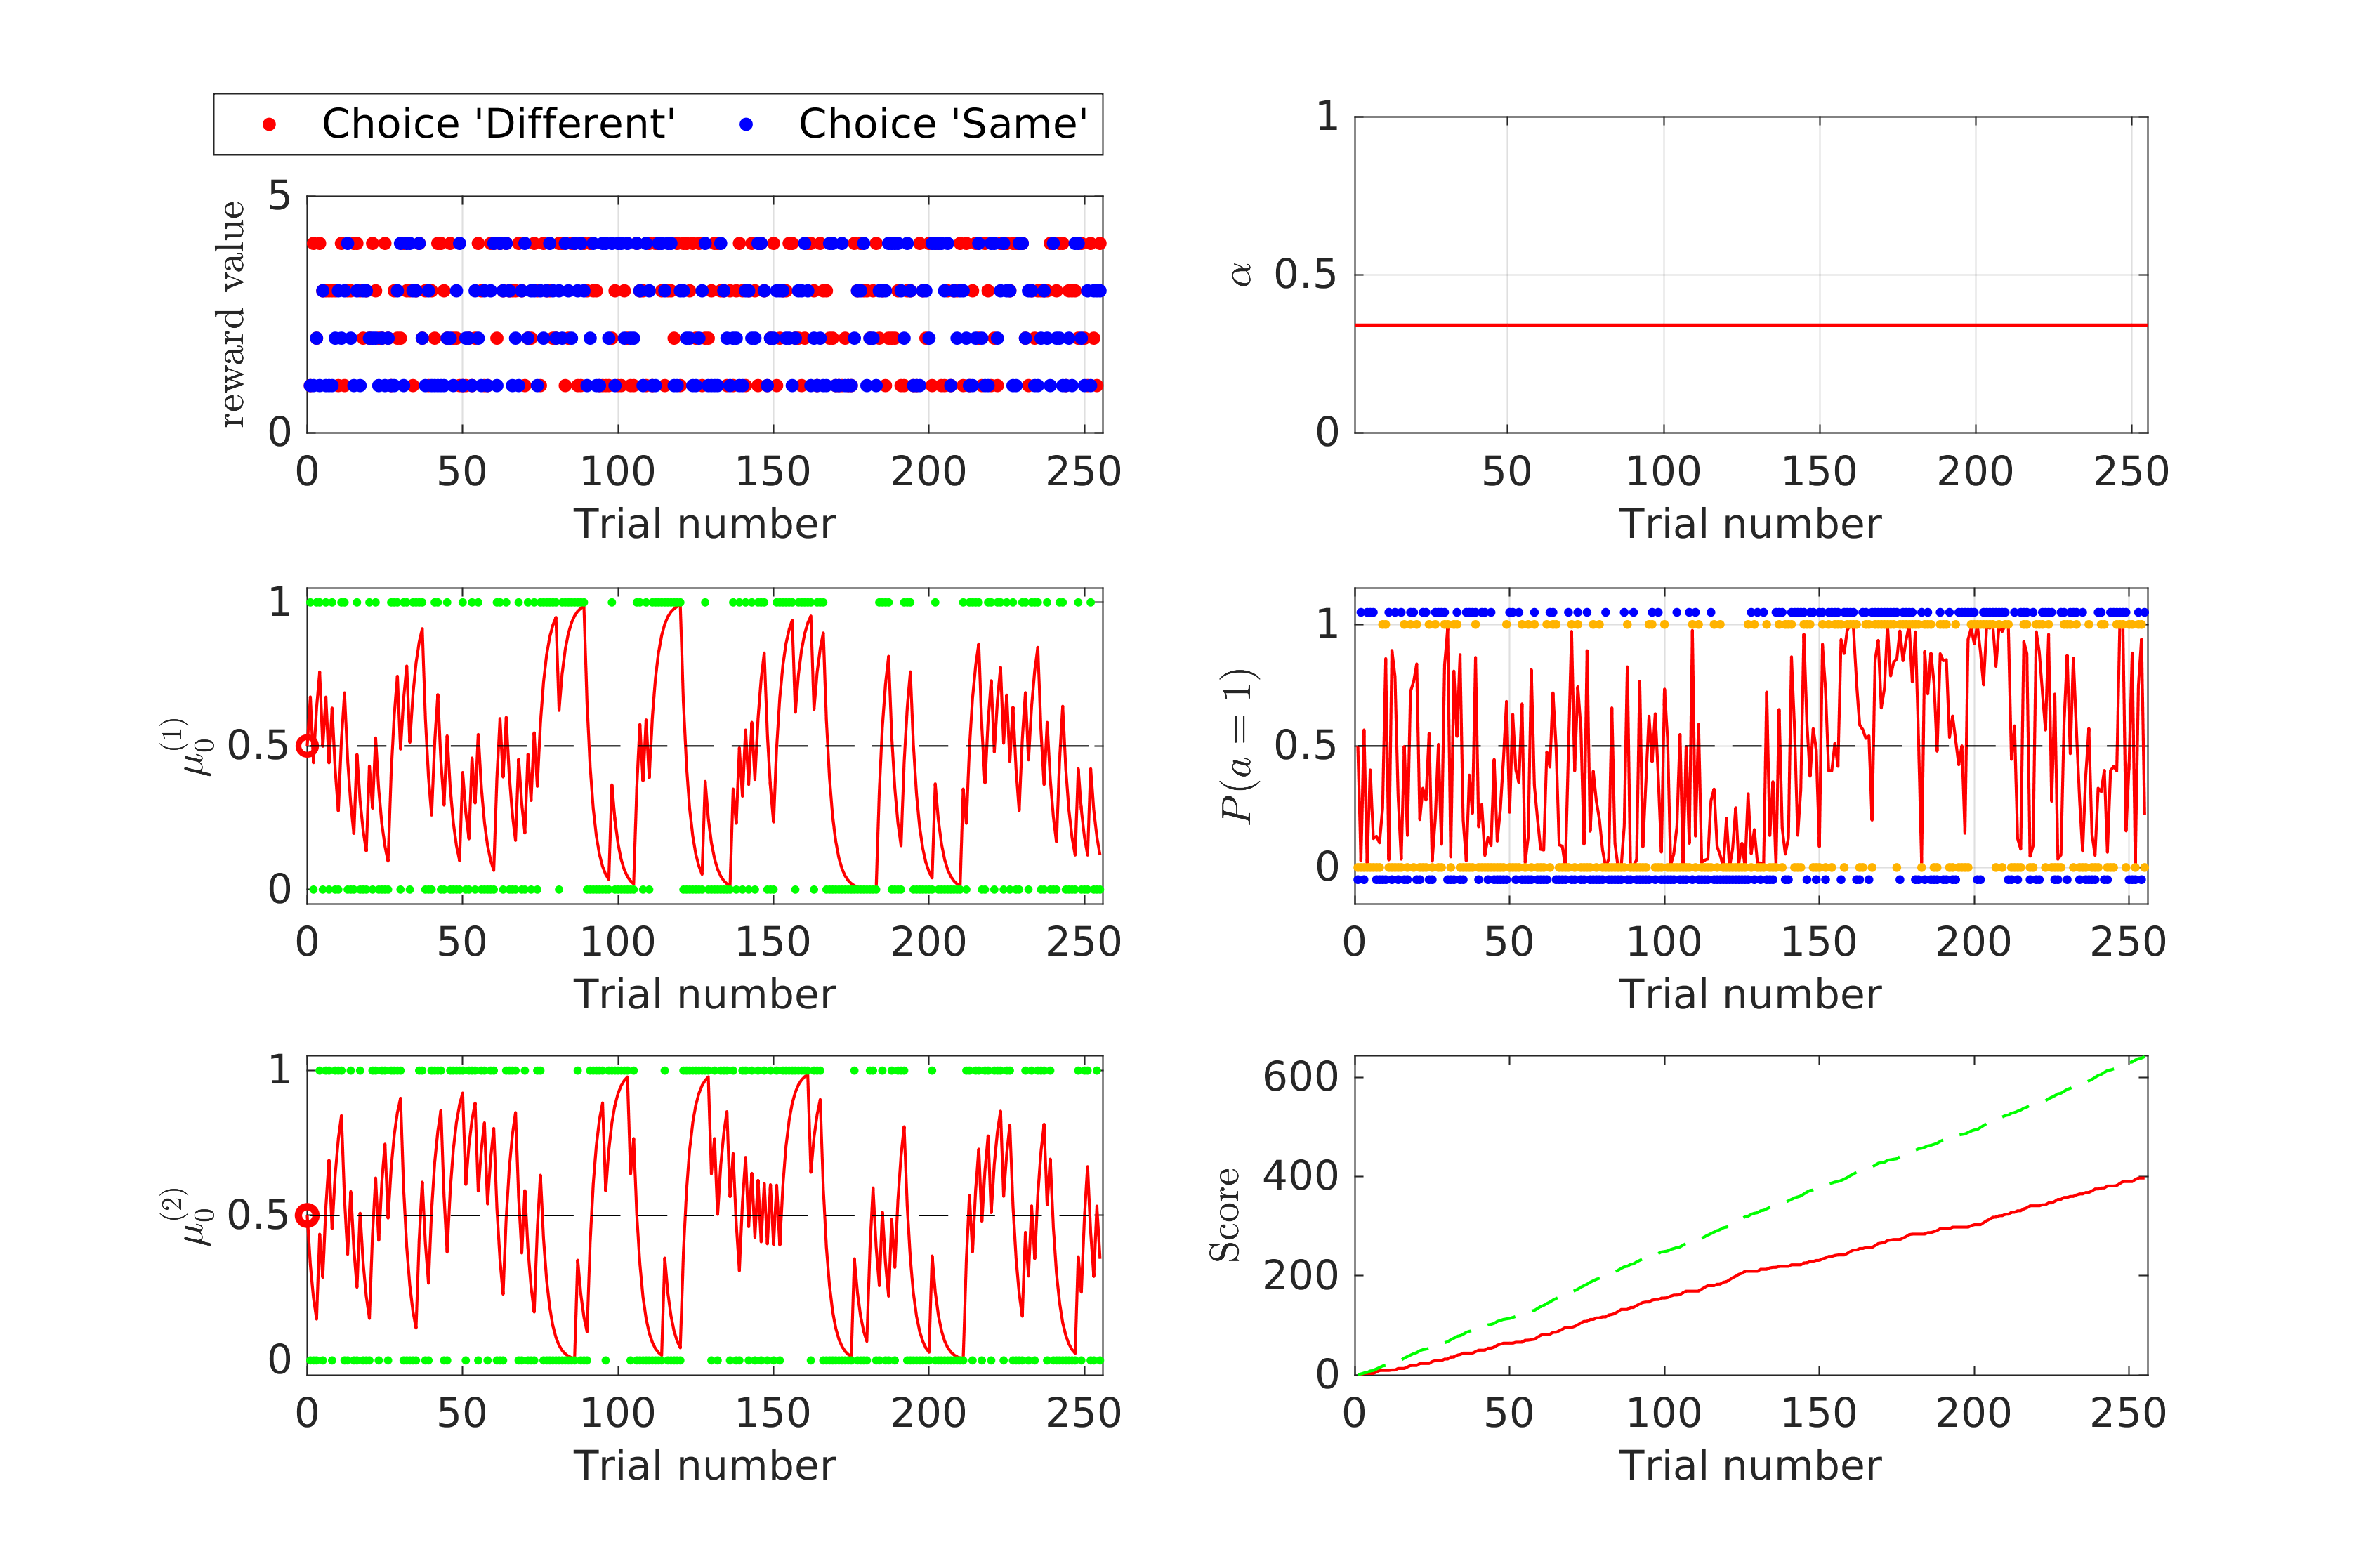 Choice 'Different' Choice 'Same'
5
0
reward value
0 50 100 150 200 250
Trial number
1
0.5
0
α
50 100 150 200 250
Trial number
1
0.5
0
μ₀⁽¹⁾
0 50 100 150 200 250
Trial number
1
0.5
0
P(a = 1)
0 50 100 150 200 250
Trial number
1
0.5
0
μ₀⁽²⁾
0 50 100 150 200 250
Trial number
600
400
200
0
Score
0 50 100 150 200 250
Trial number